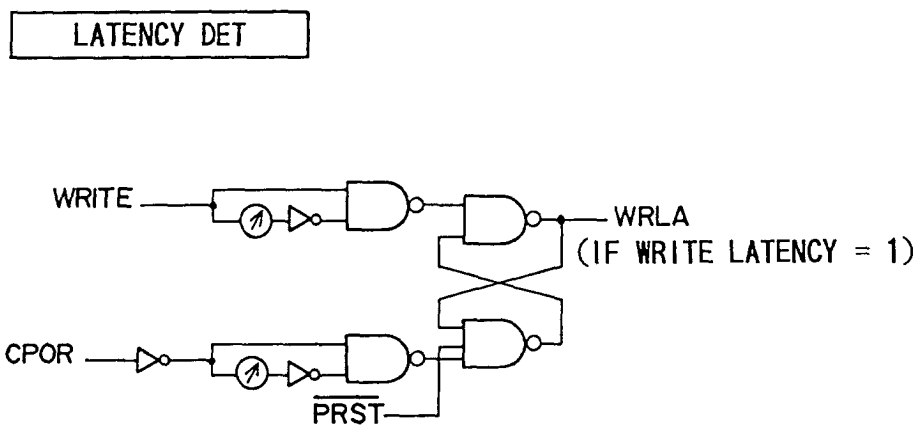 LATENCY DET
WRITE
WRLA
(IF WRITE LATENCY = 1)
CPOR
PRST